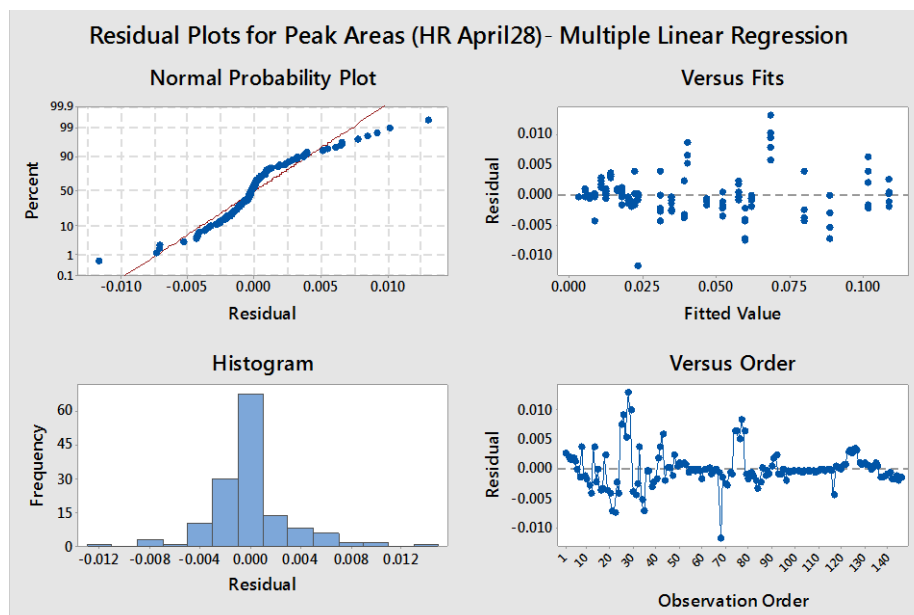 Residual Plots for Peak Areas (HR April28)- Multiple Linear Regression
Normal Probability Plot
99.9
99
90
50
10
1
0.1
Percent
-0.010 -0.005 0.000 0.005 0.010
Residual
Versus Fits
0.010
0.005
0.000
-0.005
-0.010
Residual
0.000 0.025 0.050 0.075 0.100
Fitted Value
Histogram
60
45
30
15
0
Frequency
-0.012 -0.008 -0.004 0.000 0.004 0.008 0.012
Residual
Versus Order
0.010
0.005
0.000
-0.005
-0.010
Residual
1 10 20 30 40 50 60 70 80 90 100 110 120 130 140
Observation Order